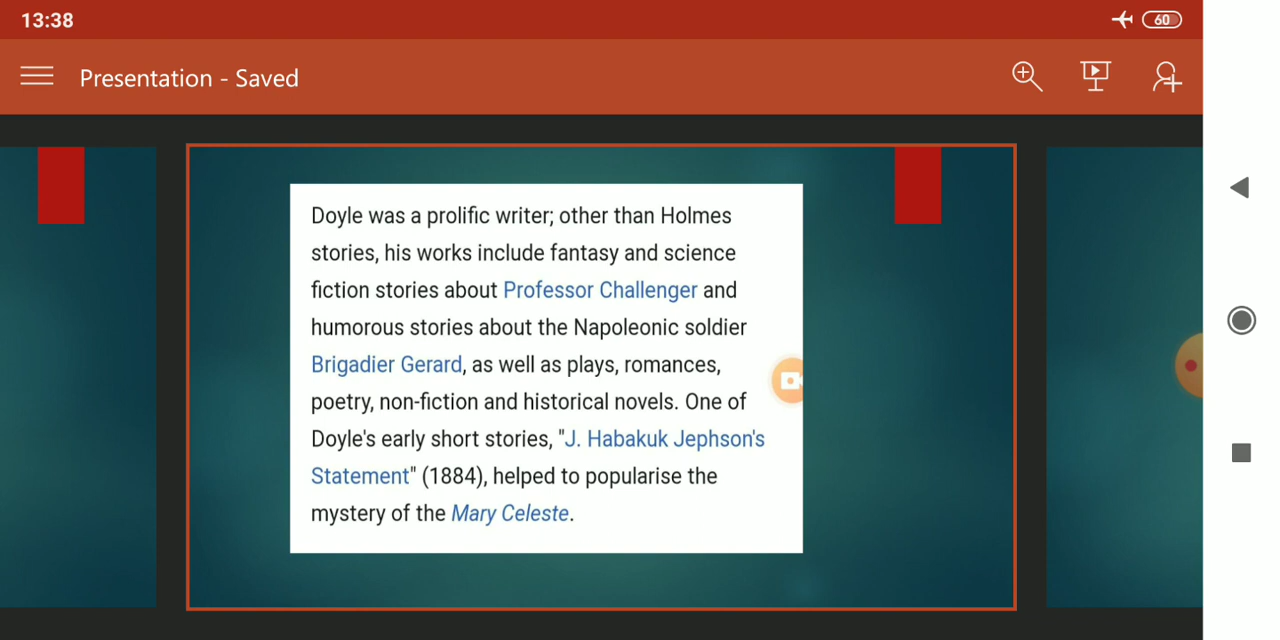 13:38
60
Presentation - Saved
Doyle was a prolific writer; other than Holmes
stories, his works include fantasy and science
fiction stories about Professor Challenger and
humorous stories about the Napoleonic soldier
Brigadier Gerard, as well as plays, romances,
poetry, non-fiction and historical novels. One of
Doyle's early short stories, "J. Habakuk Jephson's
Statement" (1884), helped to popularise the
mystery of the Mary Celeste.